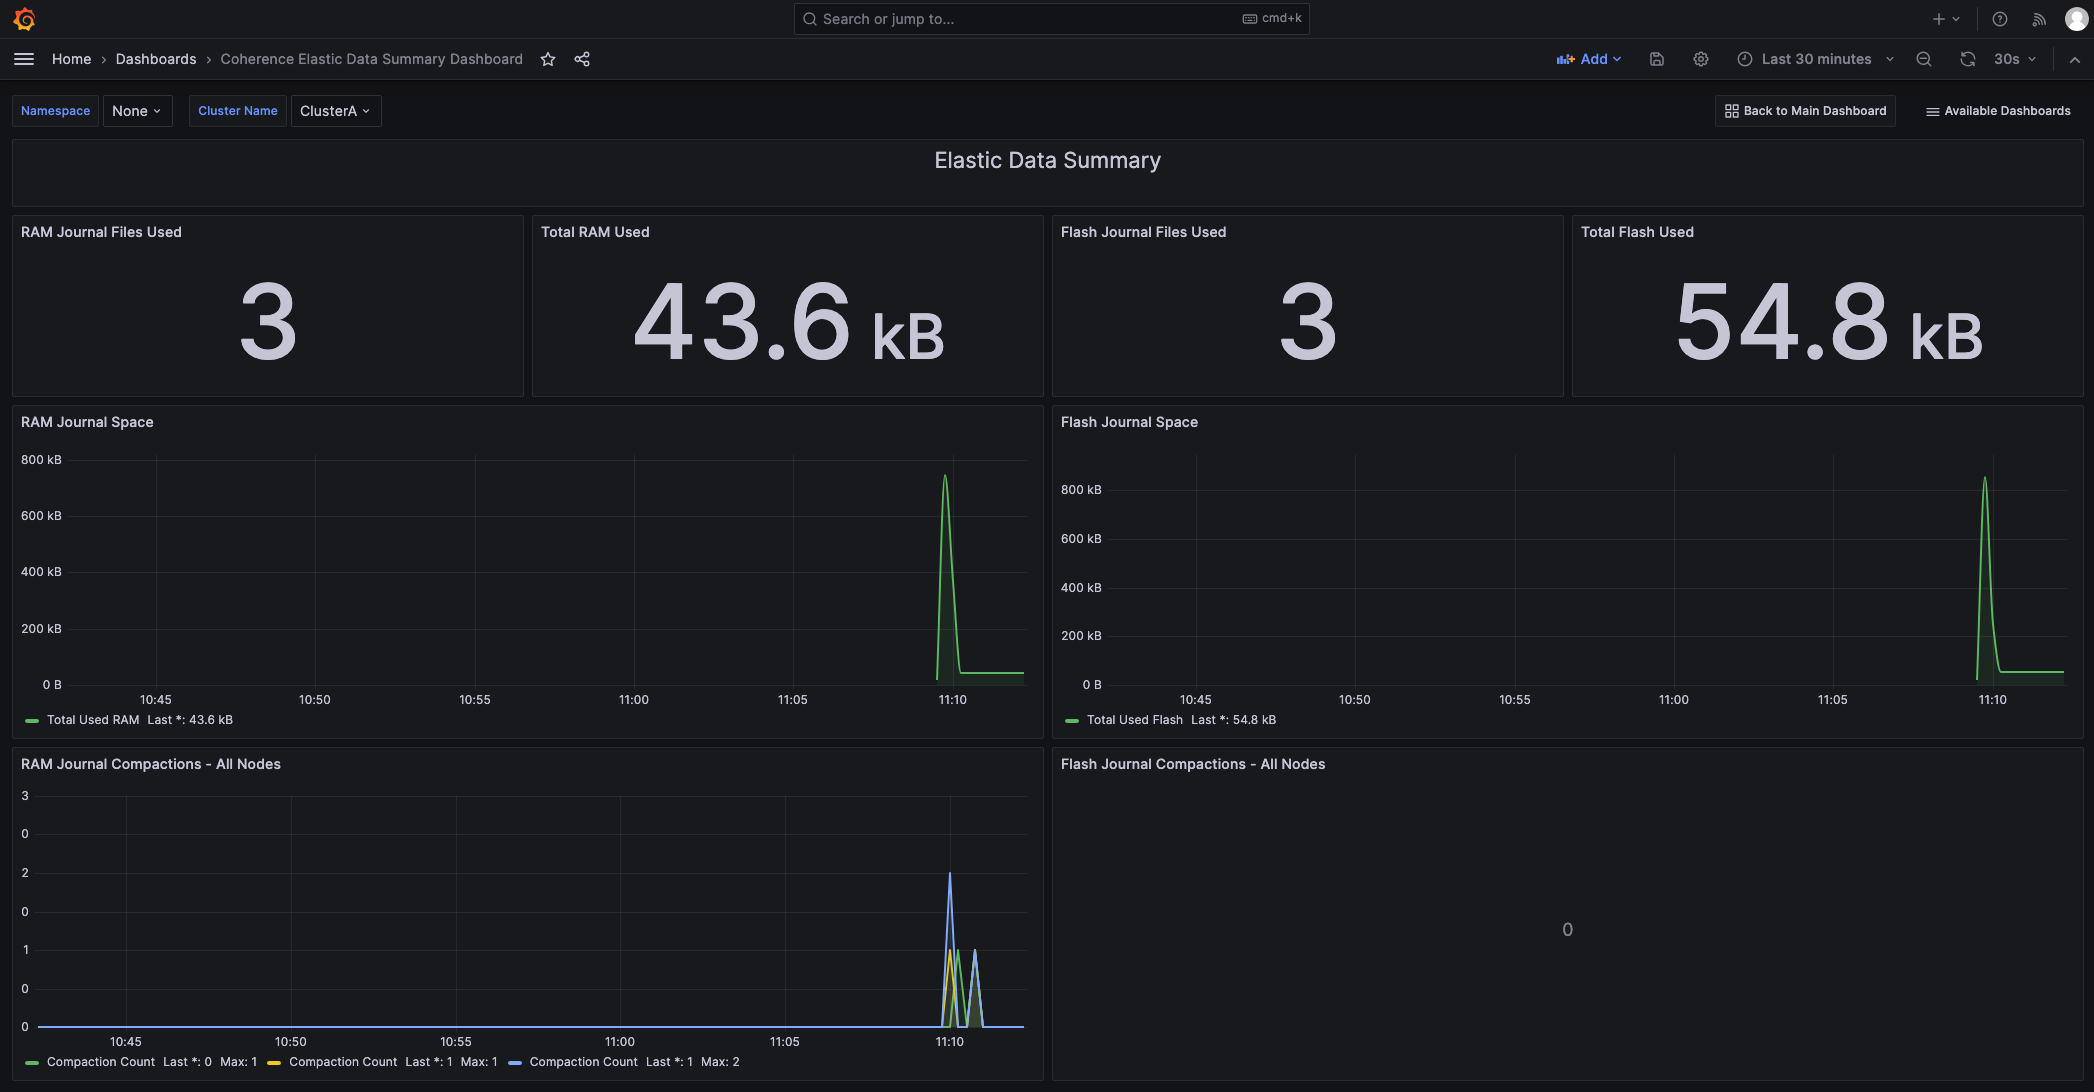 Search or jump to... cmd+k
Home › Dashboards › Coherence Elastic Data Summary Dashboard Add Last 30 minutes 30s
Namespace None Cluster Name ClusterA Back to Main Dashboard Available Dashboards
Elastic Data Summary
RAM Journal Files Used
3
Total RAM Used
43.6 kB
Flash Journal Files Used
3
Total Flash Used
54.8 kB
RAM Journal Space
800 kB
600 kB
400 kB
200 kB
0 B
10:45 10:50 10:55 11:00 11:05 11:10
Total Used RAM Last *: 43.6 kB
Flash Journal Space
800 kB
600 kB
400 kB
200 kB
0 B
10:45 10:50 10:55 11:00 11:05 11:10
Total Used Flash Last *: 54.8 kB
RAM Journal Compactions - All Nodes
3
0
2
0
1
0
0
10:45 10:50 10:55 11:00 11:05 11:10
Compaction Count Last *: 0 Max: 1 Compaction Count Last *: 1 Max: 1 Compaction Count Last *: 1 Max: 2
Flash Journal Compactions - All Nodes
0